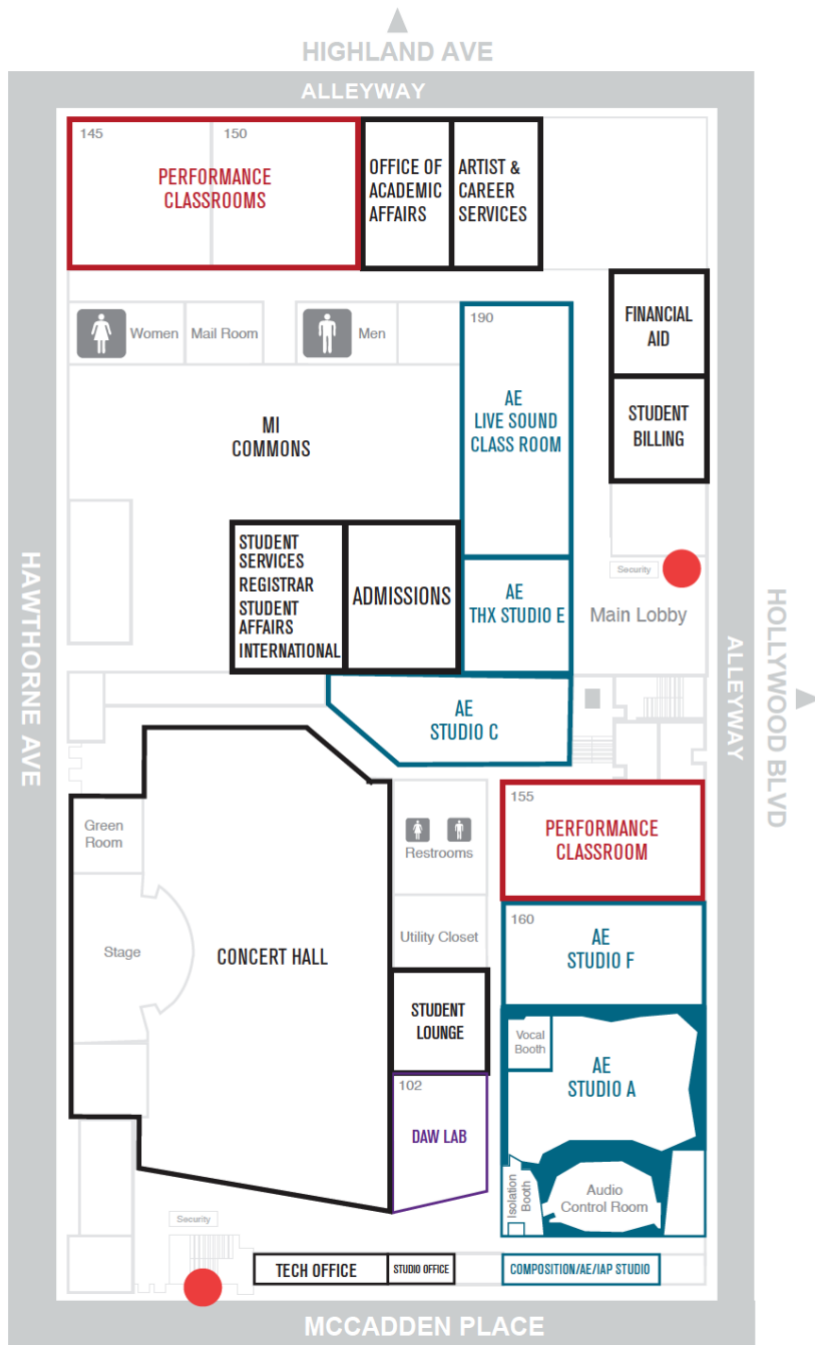 HIGHLAND AVE
ALLEYWAY
145
150
PERFORMANCE
CLASSROOMS
OFFICE OF
ACADEMIC
AFFAIRS
ARTIST &
CAREER
SERVICES
Women
Mail Room
Men
190
AE
LIVE SOUND
CLASS ROOM
FINANCIAL
AID
STUDENT
BILLING
MI
COMMONS
STUDENT
SERVICES
REGISTRAR
STUDENT
AFFAIRS
INTERNATIONAL
ADMISSIONS
AE
THX STUDIO E
Security
Main Lobby
HAWTHORNE AVE
HOLLYWOOD BLVD
ALLEYWAY
AE
STUDIO C
Green
Room
Stage
CONCERT HALL
Restrooms
Utility Closet
STUDENT
LOUNGE
102
DAW LAB
155
PERFORMANCE
CLASSROOM
160
AE
STUDIO F
Vocal
Booth
AE
STUDIO A
Isolation
Booth
Audio
Control Room
Security
TECH OFFICE
STUDIO OFFICE
COMPOSITION/AE/IAP STUDIO
MCCADDEN PLACE